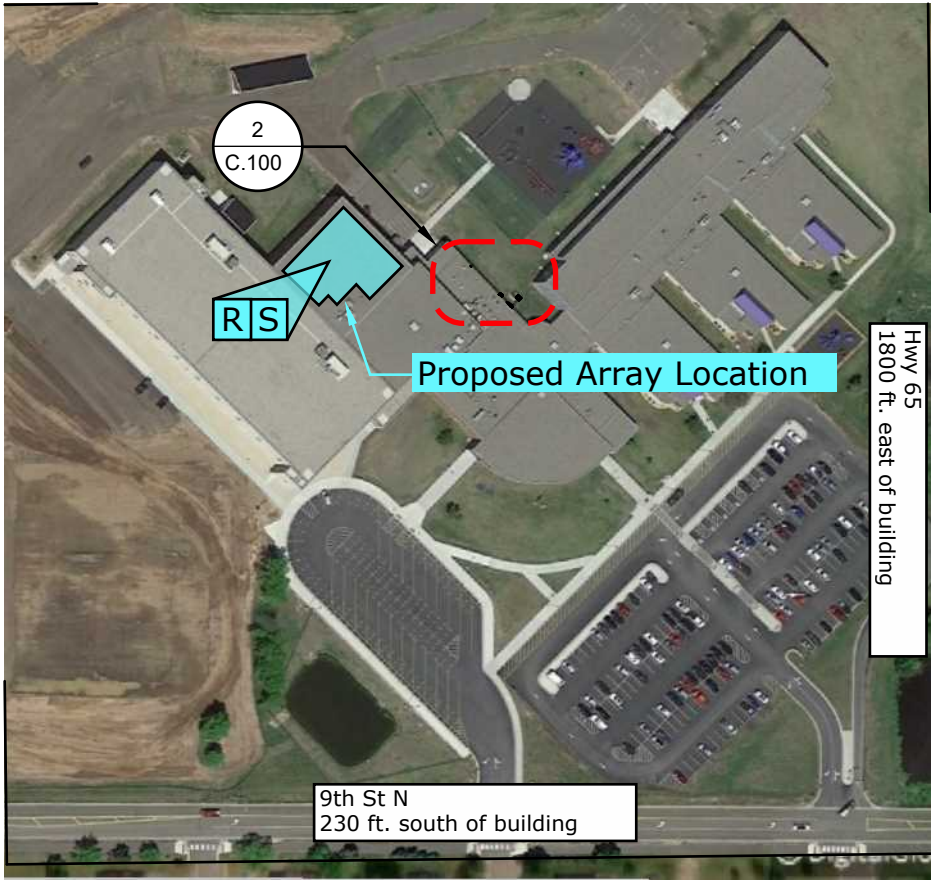 2
C.100
R S
Proposed Array Location
Hwy 65
1800 ft. east of building
9th St N
230 ft. south of building